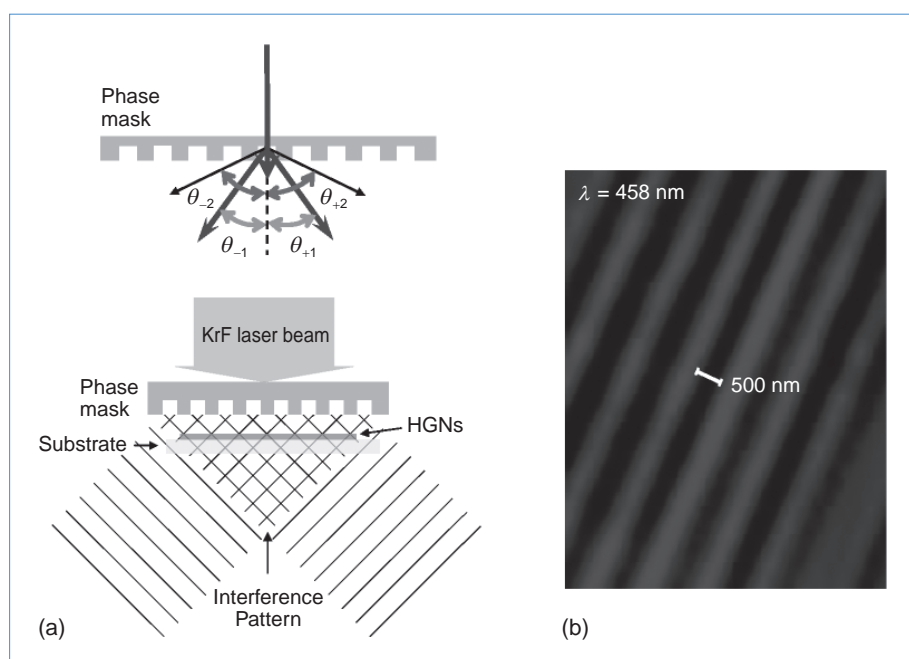 Phase
mask
θ₋₂
θ₊₂
θ₋₁
θ₊₁
KrF laser beam
Phase
mask
HGNs
Substrate
Interference
Pattern
(a)
λ = 458 nm
500 nm
(b)